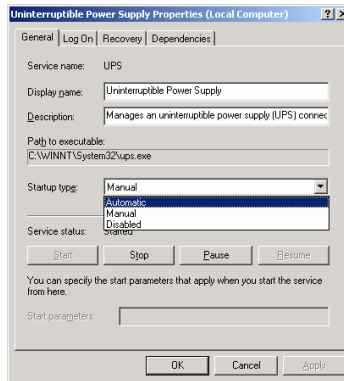 Uninterruptible Power Supply Properties (Local Computer)
General Log On Recovery Dependencies
Service name: UPS
Display name: Uninterruptible Power Supply
Description: Manages an uninterruptible power supply (UPS) connec
Path to executable:
C:\WINNT\System32\ups.exe
Startup type: Manual
Automatic
Manual
Disabled
Service status: Started
Start Stop Pause Resume
You can specify the start parameters that apply when you start the service
from here.
Start parameters:
OK Cancel Apply